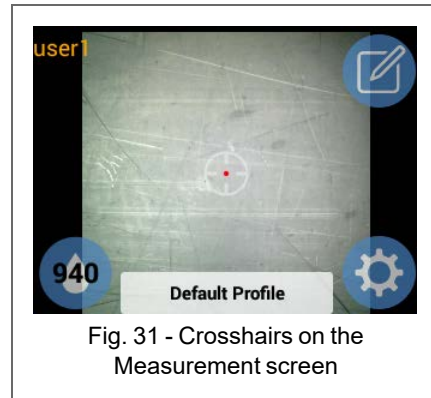 user1
940
Default Profile
Fig. 31 - Crosshairs on the
Measurement screen